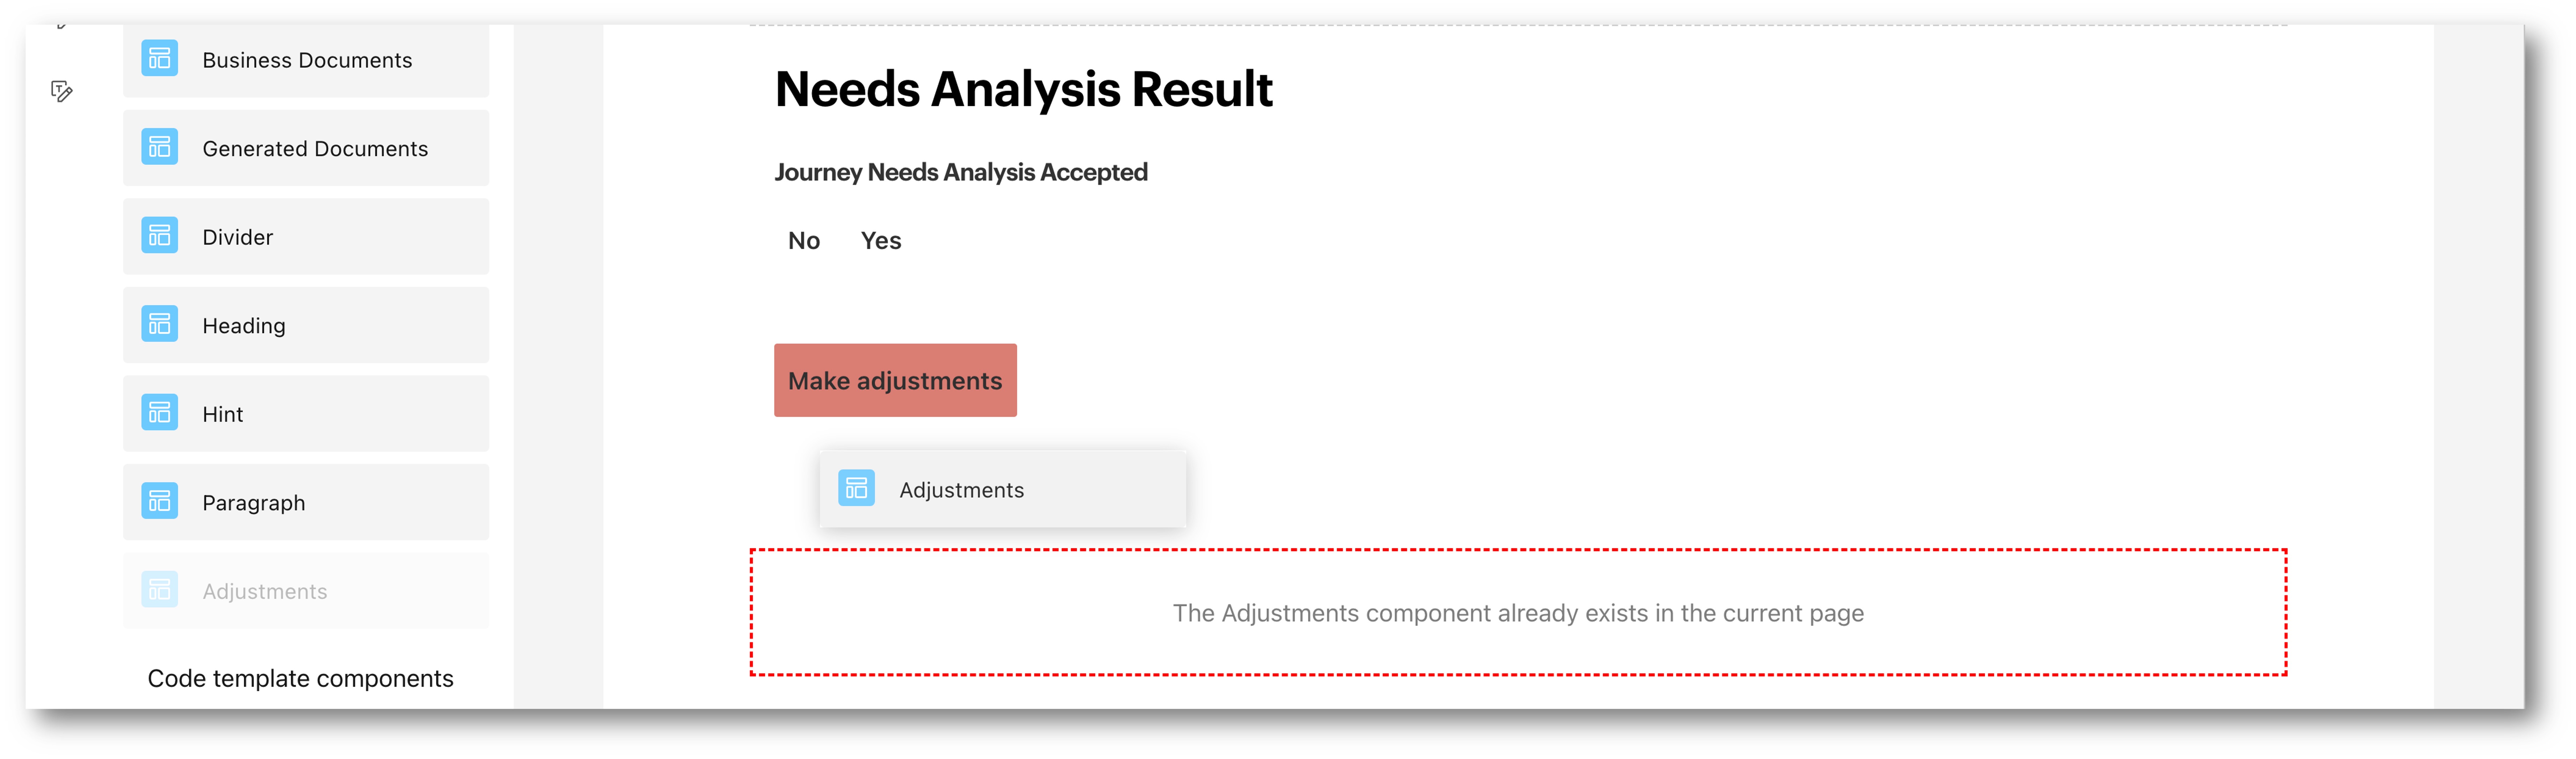 Business Documents
Generated Documents
Divider
Heading
Hint
Paragraph
Adjustments
Code template components
Needs Analysis Result
Journey Needs Analysis Accepted
No Yes
Make adjustments
Adjustments
The Adjustments component already exists in the current page